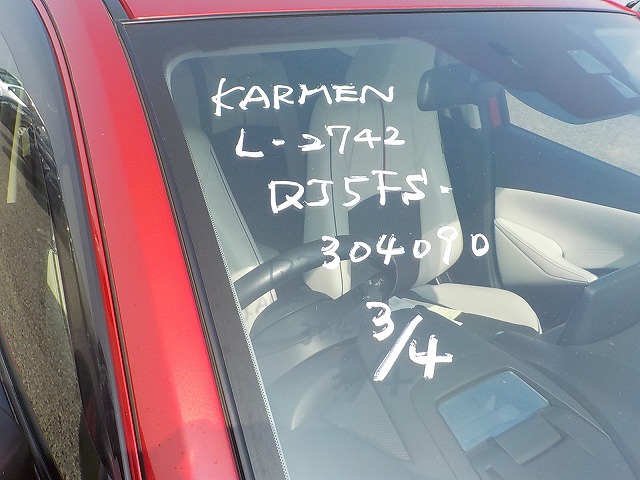 KARMEN
L-2742
DJ5FS-
304090
3/4